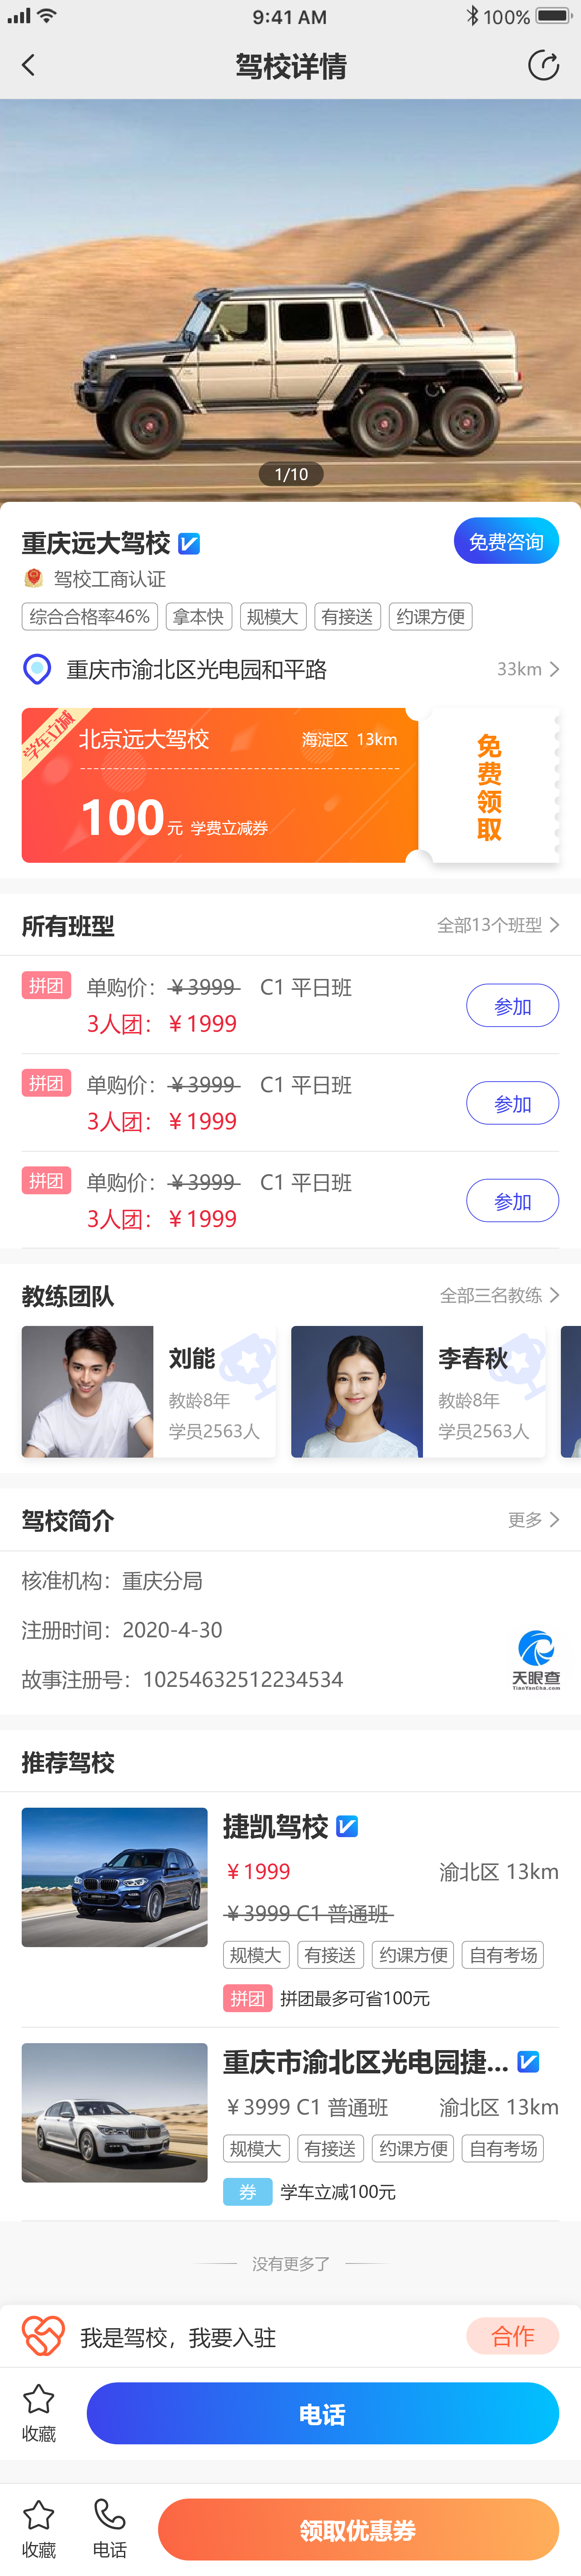 9:41 AM
100%
驾校详情
1/10
重庆远大驾校
免费咨询
驾校工商认证
综合合格率46% 拿本快 规模大 有接送 约课方便
重庆市渝北区光电园和平路 33km
学车立减
北京远大驾校 海淀区 13km
100元 学费立减券
免费领取
所有班型 全部13个班型
拼团 单购价：￥3999 C1 平日班
3人团：￥1999
参加
拼团 单购价：￥3999 C1 平日班
3人团：￥1999
参加
拼团 单购价：￥3999 C1 平日班
3人团：￥1999
参加
教练团队 全部三名教练
刘能
教龄8年
学员2563人
李春秋
教龄8年
学员2563人
驾校简介 更多
核准机构：重庆分局
注册时间：2020-4-30
故事注册号：10254632512234534
天眼查
TianYanCha.com
推荐驾校
捷凯驾校
￥1999 渝北区 13km
￥3999 C1 普通班
规模大 有接送 约课方便 自有考场
拼团 拼团最多可省100元
重庆市渝北区光电园捷...
￥3999 C1 普通班 渝北区 13km
规模大 有接送 约课方便 自有考场
券 学车立减100元
没有更多了
我是驾校，我要入驻 合作
收藏
电话
收藏
电话
领取优惠券